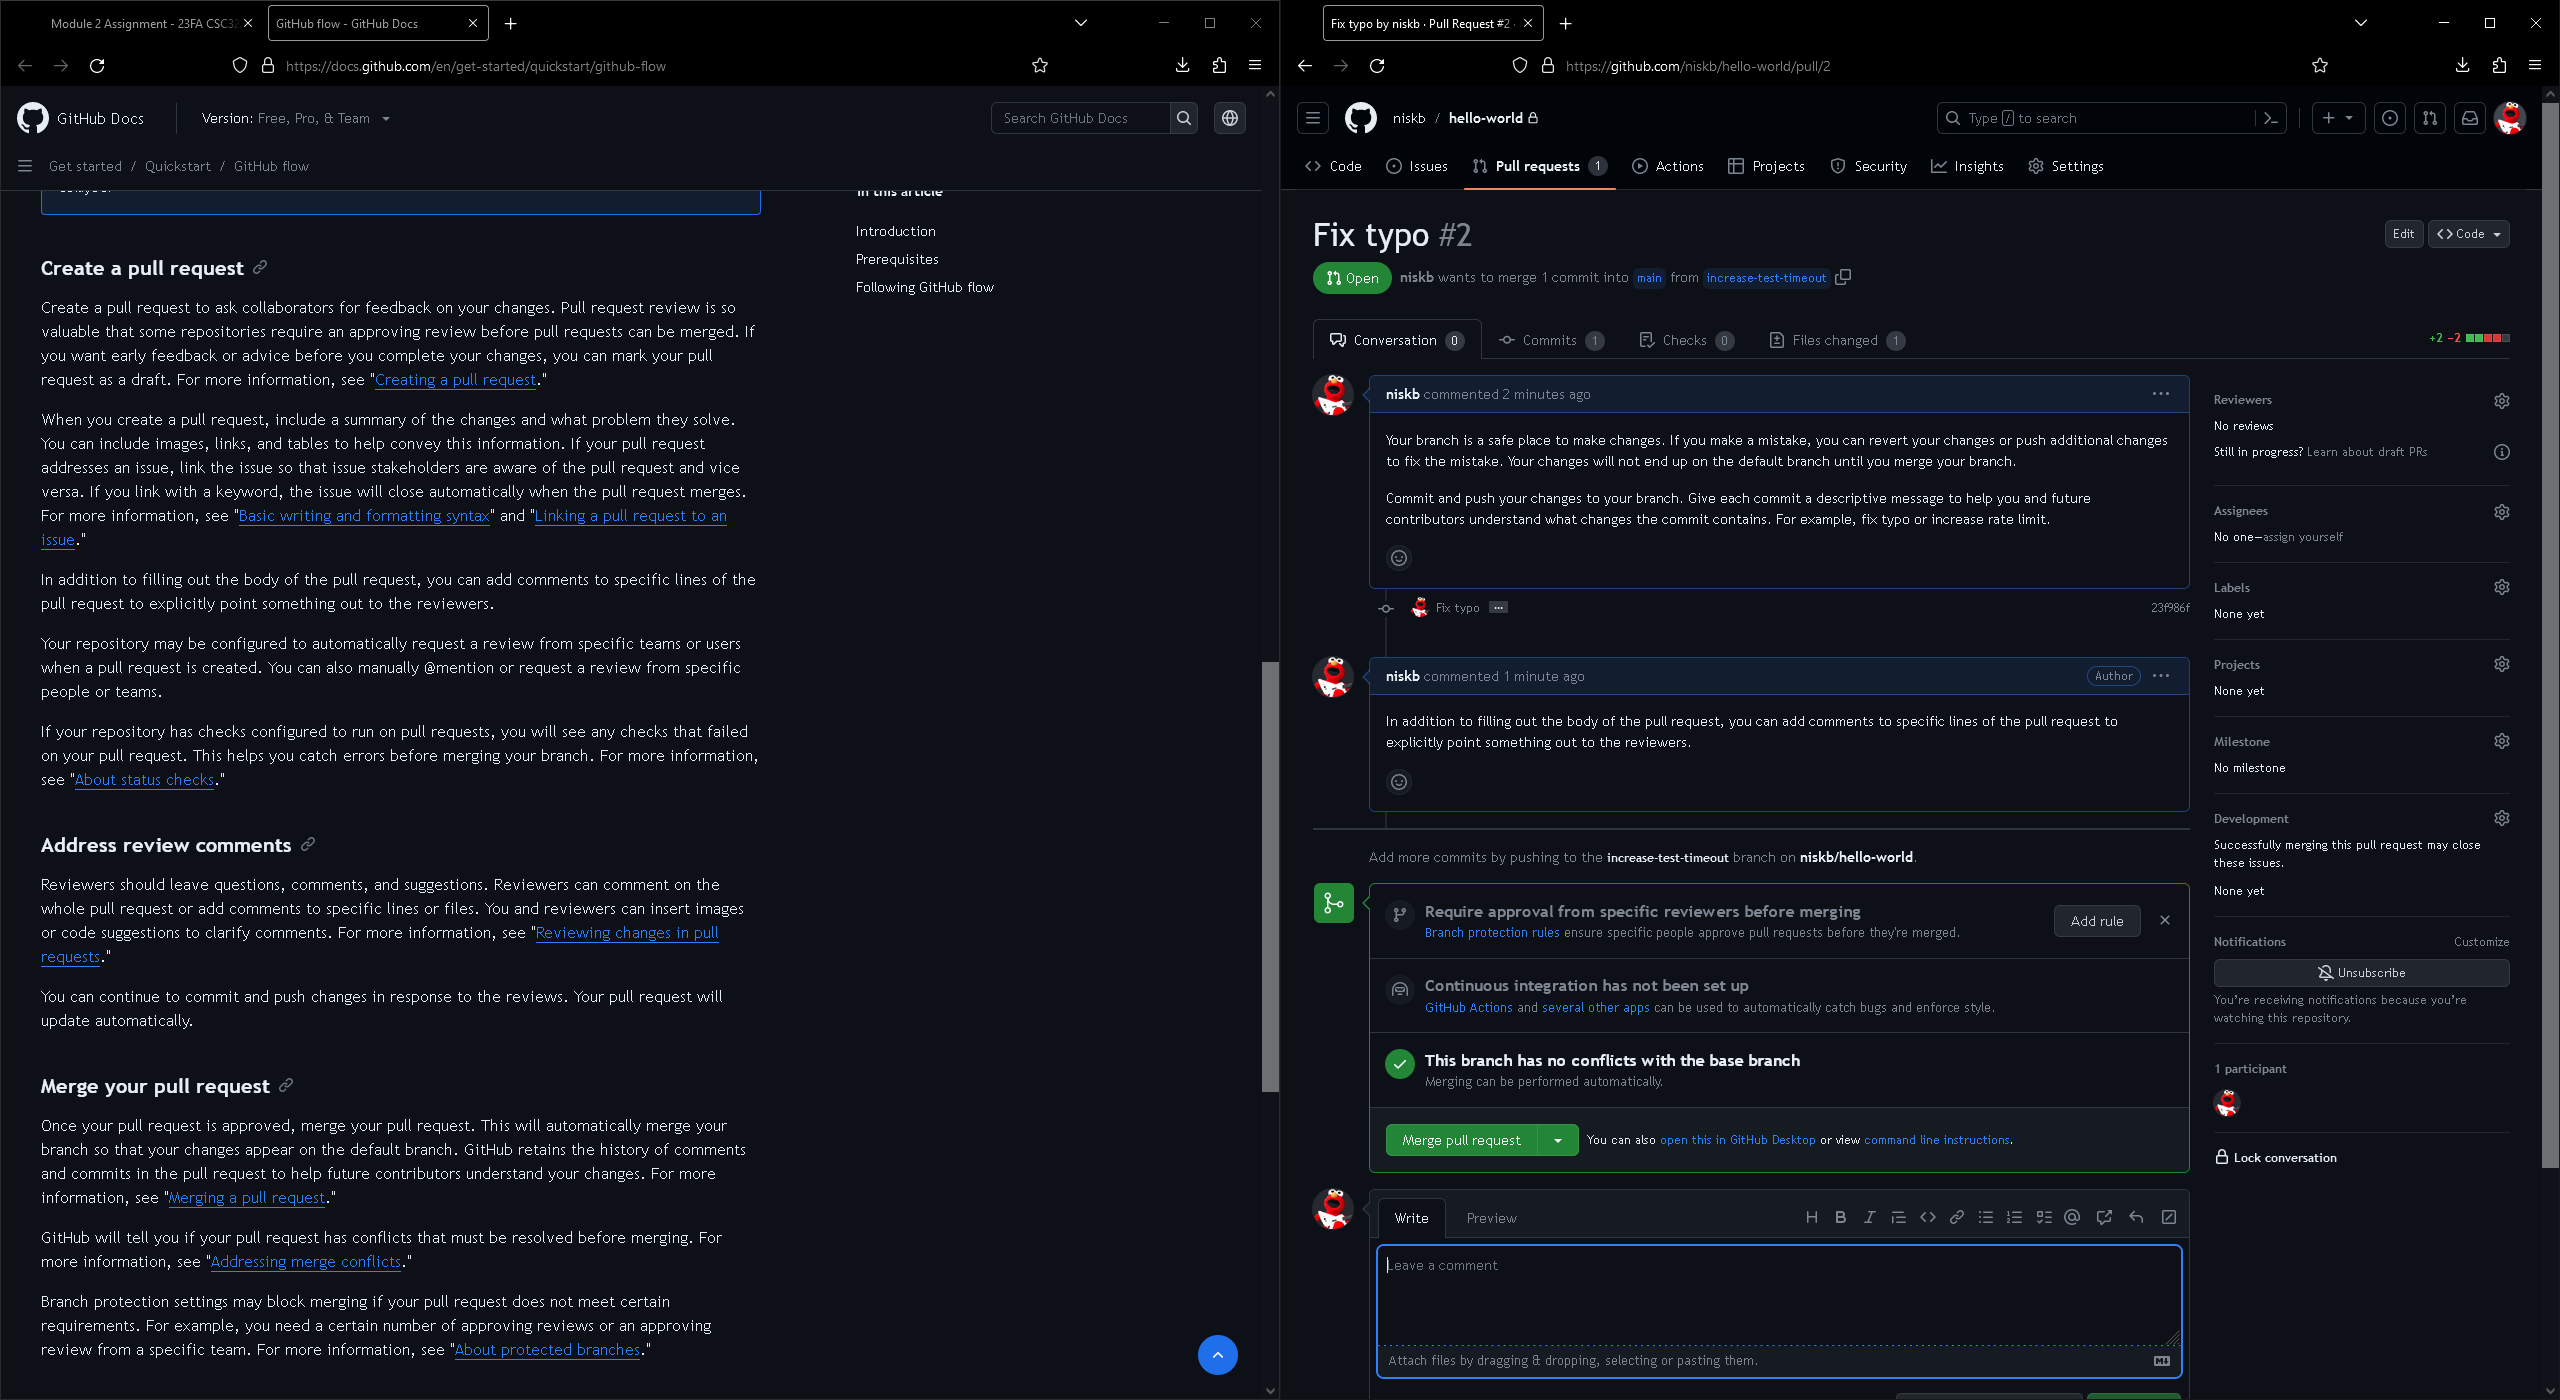 Module 2 Assignment - 23FA CSC32
GitHub flow - GitHub Docs
https://docs.github.com/en/get-started/quickstart/github-flow
GitHub Docs
Version: Free, Pro, & Team
Search GitHub Docs
Get started / Quickstart / GitHub flow
In this article
Introduction
Prerequisites
Following GitHub flow
Create a pull request
Create a pull request to ask collaborators for feedback on your changes. Pull request review is so
valuable that some repositories require an approving review before pull requests can be merged. If
you want early feedback or advice before you complete your changes, you can mark your pull
request as a draft. For more information, see "Creating a pull request."
When you create a pull request, include a summary of the changes and what problem they solve.
You can include images, links, and tables to help convey this information. If your pull request
addresses an issue, link the issue so that issue stakeholders are aware of the pull request and vice
versa. If you link with a keyword, the issue will close automatically when the pull request merges.
For more information, see "Basic writing and formatting syntax" and "Linking a pull request to an
issue."
In addition to filling out the body of the pull request, you can add comments to specific lines of the
pull request to explicitly point something out to the reviewers.
Your repository may be configured to automatically request a review from specific teams or users
when a pull request is created. You can also manually @mention or request a review from specific
people or teams.
If your repository has checks configured to run on pull requests, you will see any checks that failed
on your pull request. This helps you catch errors before merging your branch. For more information,
see "About status checks."
Address review comments
Reviewers should leave questions, comments, and suggestions. Reviewers can comment on the
whole pull request or add comments to specific lines or files. You and reviewers can insert images
or code suggestions to clarify comments. For more information, see "Reviewing changes in pull
requests."
You can continue to commit and push changes in response to the reviews. Your pull request will
update automatically.
Merge your pull request
Once your pull request is approved, merge your pull request. This will automatically merge your
branch so that your changes appear on the default branch. GitHub retains the history of comments
and commits in the pull request to help future contributors understand your changes. For more
information, see "Merging a pull request."
GitHub will tell you if your pull request has conflicts that must be resolved before merging. For
more information, see "Addressing merge conflicts."
Branch protection settings may block merging if your pull request does not meet certain
requirements. For example, you need a certain number of approving reviews or an approving
review from a specific team. For more information, see "About protected branches."
Fix typo by niskb · Pull Request #2 ·
https://github.com/niskb/hello-world/pull/2
niskb / hello-world
Type / to search
Code
Issues
Pull requests 1
Actions
Projects
Security
Insights
Settings
Fix typo #2
Edit
Code
Open
niskb wants to merge 1 commit into main from increase-test-timeout
Conversation 0
Commits 1
Checks 0
Files changed 1
+2 −2
niskb commented 2 minutes ago
Your branch is a safe place to make changes. If you make a mistake, you can revert your changes or push additional changes
to fix the mistake. Your changes will not end up on the default branch until you merge your branch.
Commit and push your changes to your branch. Give each commit a descriptive message to help you and future
contributors understand what changes the commit contains. For example, fix typo or increase rate limit.
Fix typo
23f986f
niskb commented 1 minute ago
Author
In addition to filling out the body of the pull request, you can add comments to specific lines of the pull request to
explicitly point something out to the reviewers.
Add more commits by pushing to the increase-test-timeout branch on niskb/hello-world.
Require approval from specific reviewers before merging
Branch protection rules ensure specific people approve pull requests before they're merged.
Add rule
Continuous integration has not been set up
GitHub Actions and several other apps can be used to automatically catch bugs and enforce style.
This branch has no conflicts with the base branch
Merging can be performed automatically.
Merge pull request
You can also open this in GitHub Desktop or view command line instructions.
Write
Preview
Leave a comment
Attach files by dragging & dropping, selecting or pasting them.
Reviewers
No reviews
Still in progress? Learn about draft PRs
Assignees
No one—assign yourself
Labels
None yet
Projects
None yet
Milestone
No milestone
Development
Successfully merging this pull request may close
these issues.
None yet
Notifications
Customize
Unsubscribe
You're receiving notifications because you're
watching this repository.
1 participant
Lock conversation